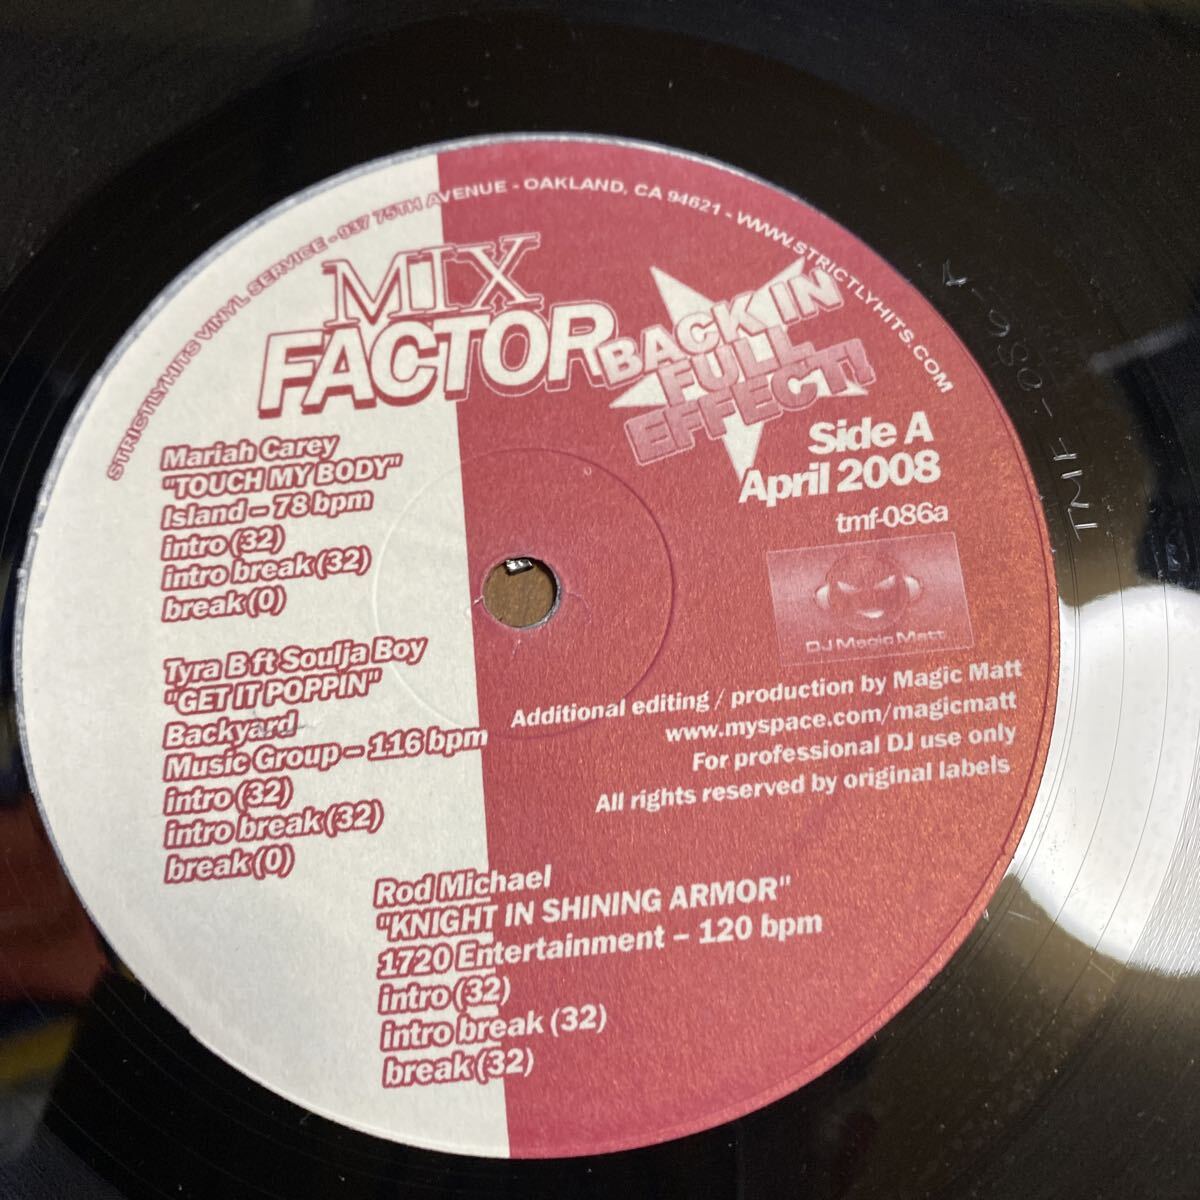 STRICTLYHITS VINYL SERVICE - 937 75TH AVENUE - OAKLAND, CA 94621 - WWW.STRICTLYHITS.COM
MIX
FACTOR
BACK IN
FULL
EFFECT!
Side A
April 2008
tmf-086a
DJ Magic Matt
Mariah Carey
"TOUCH MY BODY"
Island – 78 bpm
intro (32)
intro break (32)
break (0)
Tyra B ft Soulja Boy
"GET IT POPPIN"
Backyard
Music Group – 116 bpm
intro (32)
intro break (32)
break (0)
Additional editing / production by Magic Matt
www.myspace.com/magicmatt
For professional DJ use only
All rights reserved by original labels
Rod Michael
"KNIGHT IN SHINING ARMOR"
1720 Entertainment – 120 bpm
intro (32)
intro break (32)
break (32)
TMF-086-A